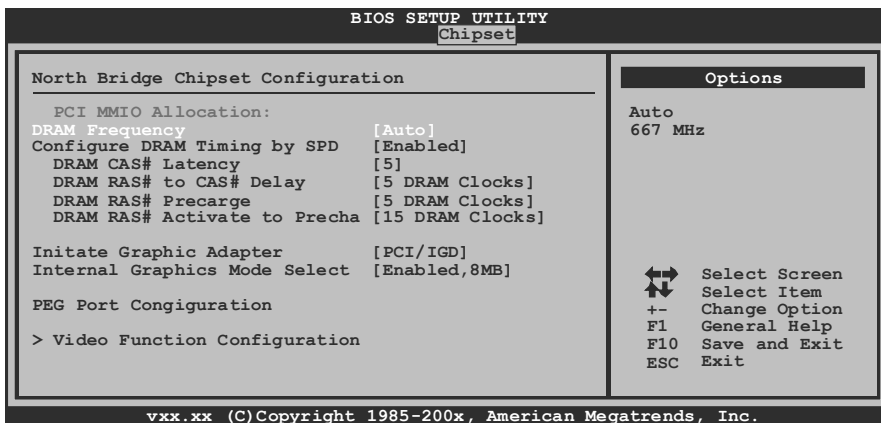 BIOS SETUP UTILITY
Chipset
North Bridge Chipset Configuration
PCI MMIO Allocation:
DRAM Frequency [Auto]
Configure DRAM Timing by SPD [Enabled]
DRAM CAS# Latency [5]
DRAM RAS# to CAS# Delay [5 DRAM Clocks]
DRAM RAS# Precarge [5 DRAM Clocks]
DRAM RAS# Activate to Precha [15 DRAM Clocks]
Initate Graphic Adapter [PCI/IGD]
Internal Graphics Mode Select [Enabled,8MB]
PEG Port Congiguration
> Video Function Configuration
Options
Auto
667 MHz
Select Screen
Select Item
+- Change Option
F1 General Help
F10 Save and Exit
ESC Exit
vxx.xx (C)Copyright 1985-200x, American Megatrends, Inc.